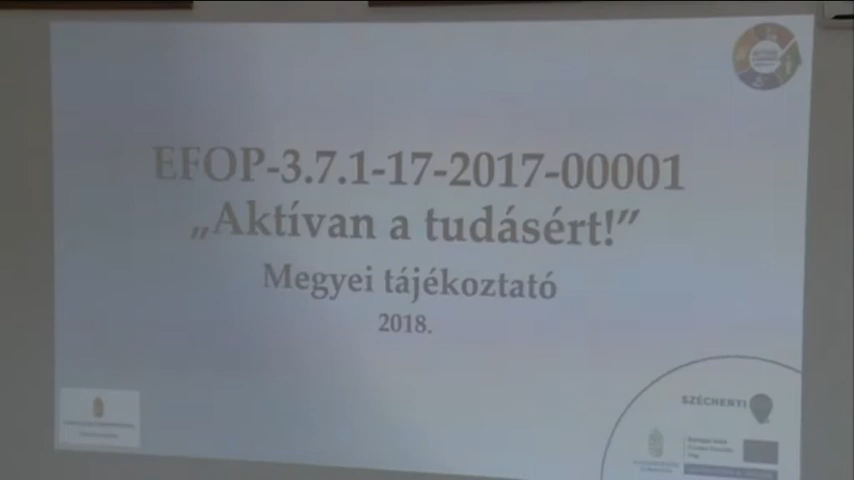 EFOP-3.7.1-17-2017-00001
„Aktívan a tudásért!”
Megyei tájékoztató
2018.
SZÉCHENYI